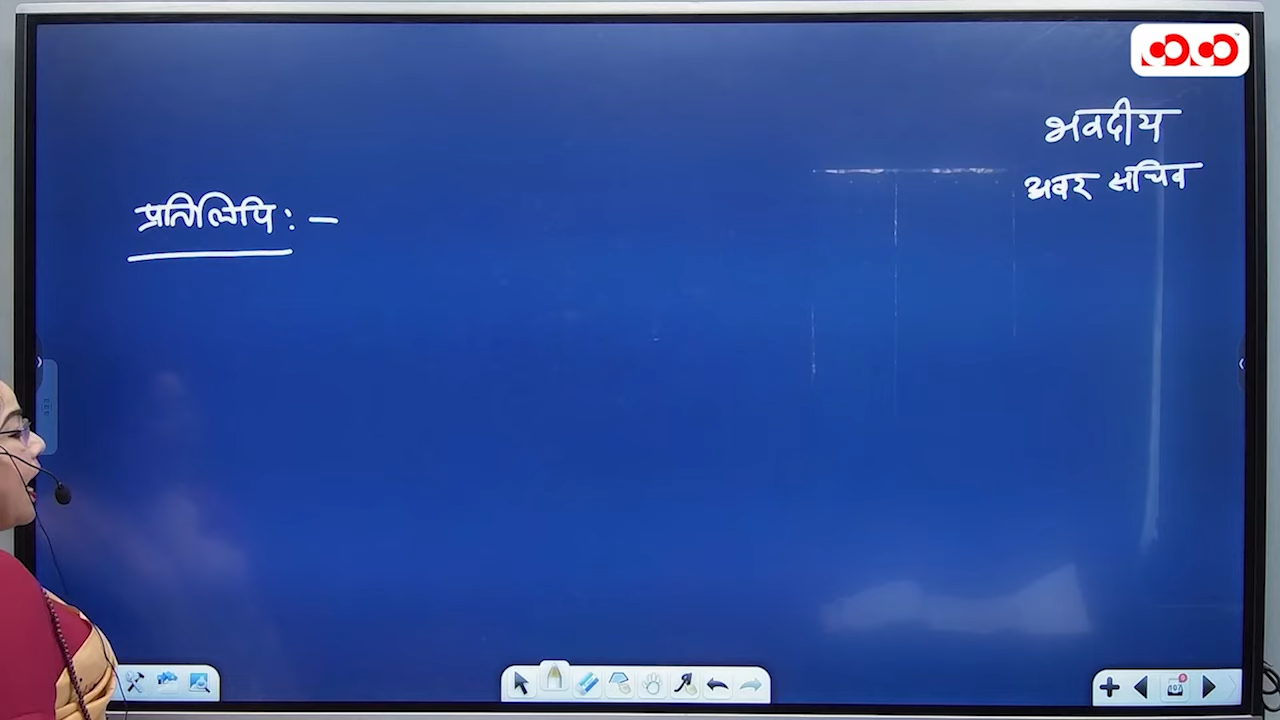 भवदीय
अवर सचिव
प्रतिलिपि : –